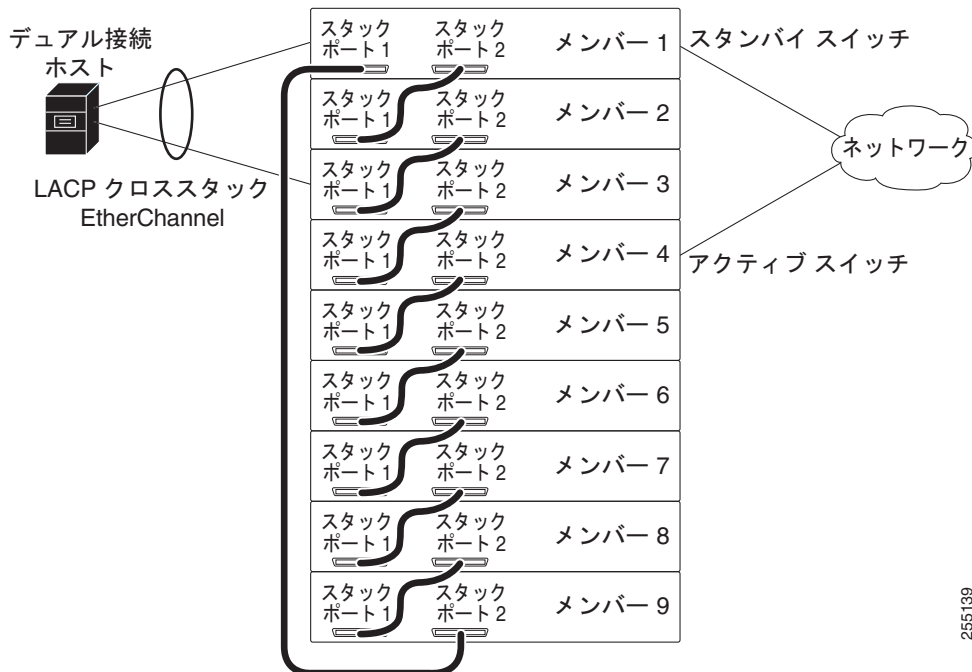 デュアル接続
ホスト
LACP クロススタック
EtherChannel
スタック
ポート 1
スタック
ポート 2
メンバー 1
スタック
ポート 1
スタック
ポート 2
メンバー 2
スタック
ポート 1
スタック
ポート 2
メンバー 3
スタック
ポート 1
スタック
ポート 2
メンバー 4
スタック
ポート 1
スタック
ポート 2
メンバー 5
スタック
ポート 1
スタック
ポート 2
メンバー 6
スタック
ポート 1
スタック
ポート 2
メンバー 7
スタック
ポート 1
スタック
ポート 2
メンバー 8
スタック
ポート 1
スタック
ポート 2
メンバー 9
スタンバイ スイッチ
ネットワーク
アクティブ スイッチ
255139